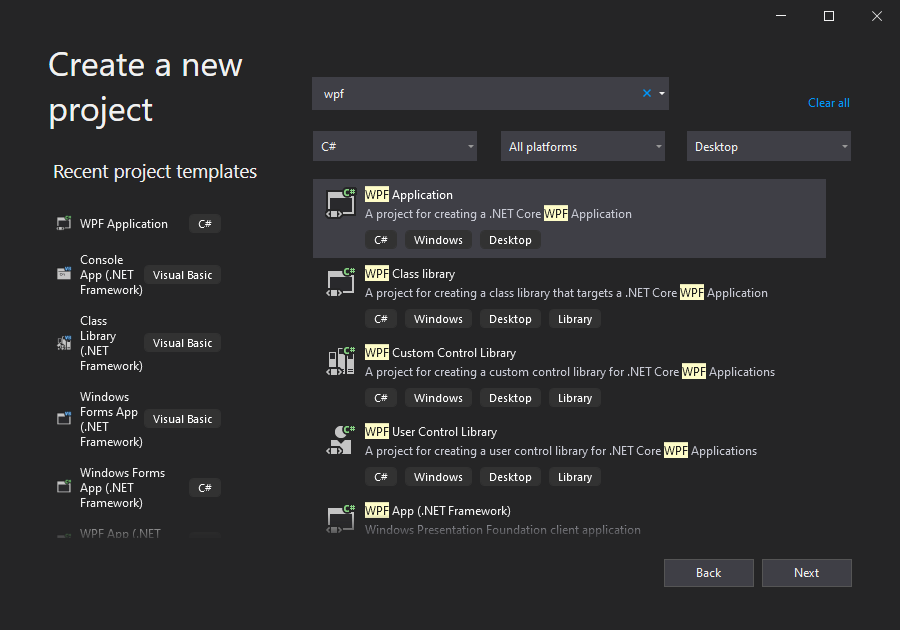 Create a new
project
Recent project templates
WPF Application
C#
Console
App (.NET
Framework)
Visual Basic
Class
Library
(.NET
Framework)
Visual Basic
Windows
Forms App
(.NET
Framework)
Visual Basic
Windows Forms
App (.NET
Framework)
C#
WPF App (.NET
wpf
Clear all
C#
All platforms
Desktop
WPF Application
A project for creating a .NET Core WPF Application
C# Windows Desktop
WPF Class library
A project for creating a class library that targets a .NET Core WPF Application
C# Windows Desktop Library
WPF Custom Control Library
A project for creating a custom control library for .NET Core WPF Applications
C# Windows Desktop Library
WPF User Control Library
A project for creating a user control library for .NET Core WPF Applications
C# Windows Desktop Library
WPF App (.NET Framework)
Windows Presentation Foundation client application
Back
Next